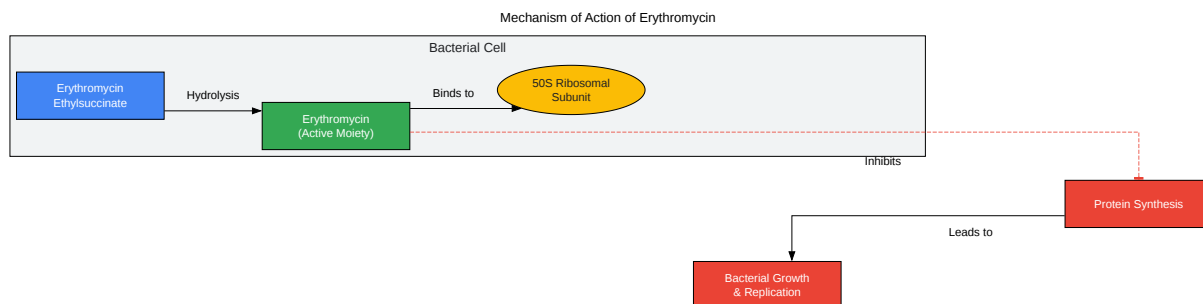 Mechanism of Action of Erythromycin
Bacterial Cell
Erythromycin
Ethylsuccinate
Hydrolysis
Erythromycin
(Active Moiety)
Binds to
50S Ribosomal
Subunit
Inhibits
Protein Synthesis
Leads to
Bacterial Growth
& Replication